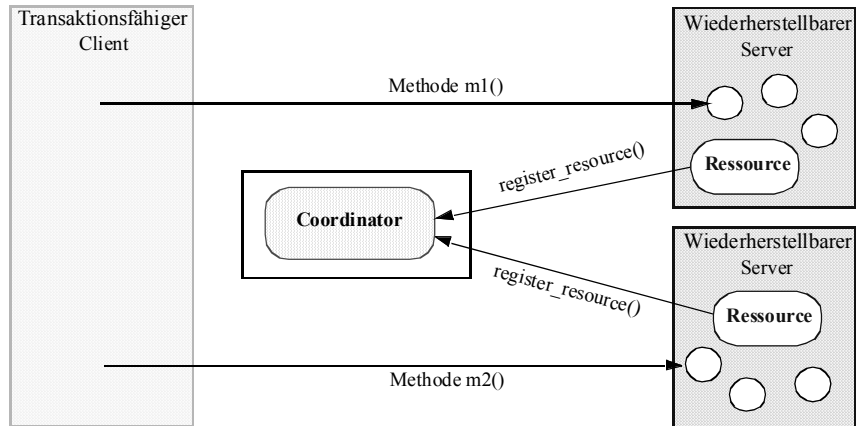 Transaktionsfähiger
Client
Wiederherstellbarer
Server
Methode m1()
Ressource
register_resource()
Coordinator
Wiederherstellbarer
Server
register_resource()
Ressource
Methode m2()